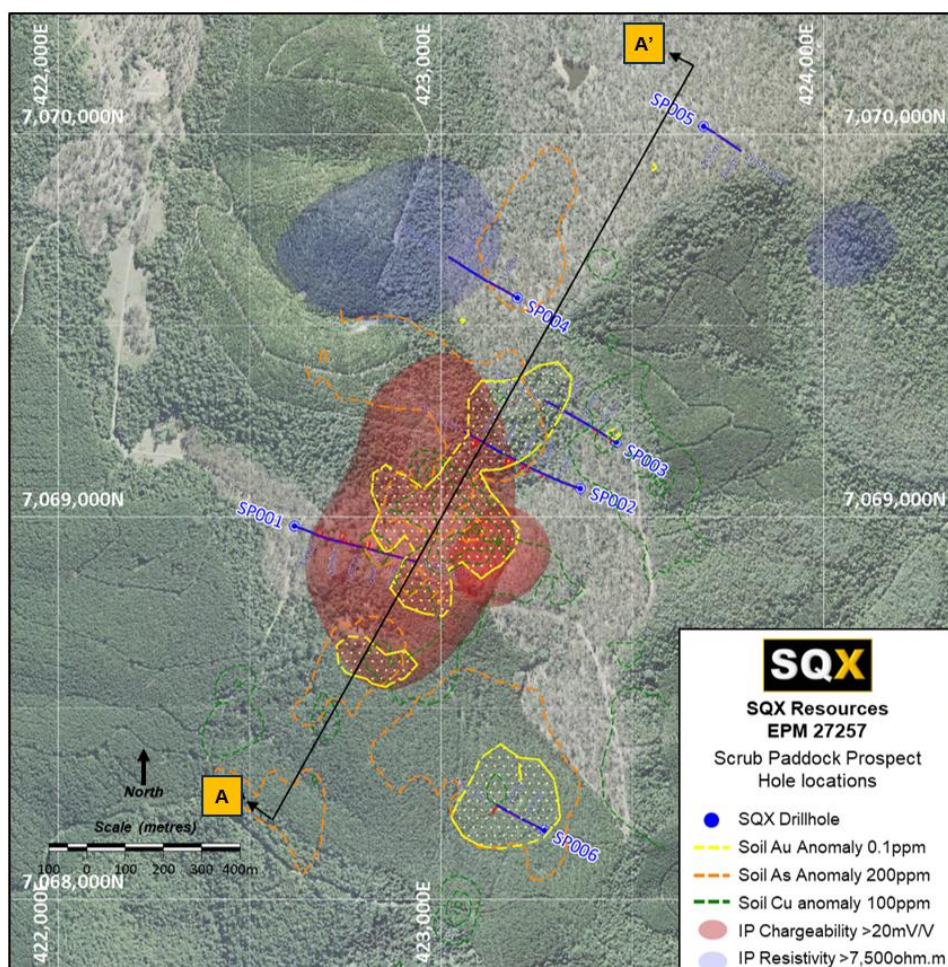 422,000E
423,000E
424,000E
A'
SP005
7,070,000N
7,070,000N
SP004
SP003
SP002
7,069,000N
7,069,000N
SP001
A
SP006
North
Scale (metres)
100 0 100 200 300 400m
7,068,000N
422,000E
423,000E
SQX
SQX Resources
EPM 27257
Scrub Paddock Prospect
Hole locations
SQX Drillhole
Soil Au Anomaly 0.1ppm
Soil As Anomaly 200ppm
Soil Cu anomaly 100ppm
IP Chargeability >20mV/V
IP Resistivity >7,500ohm.m